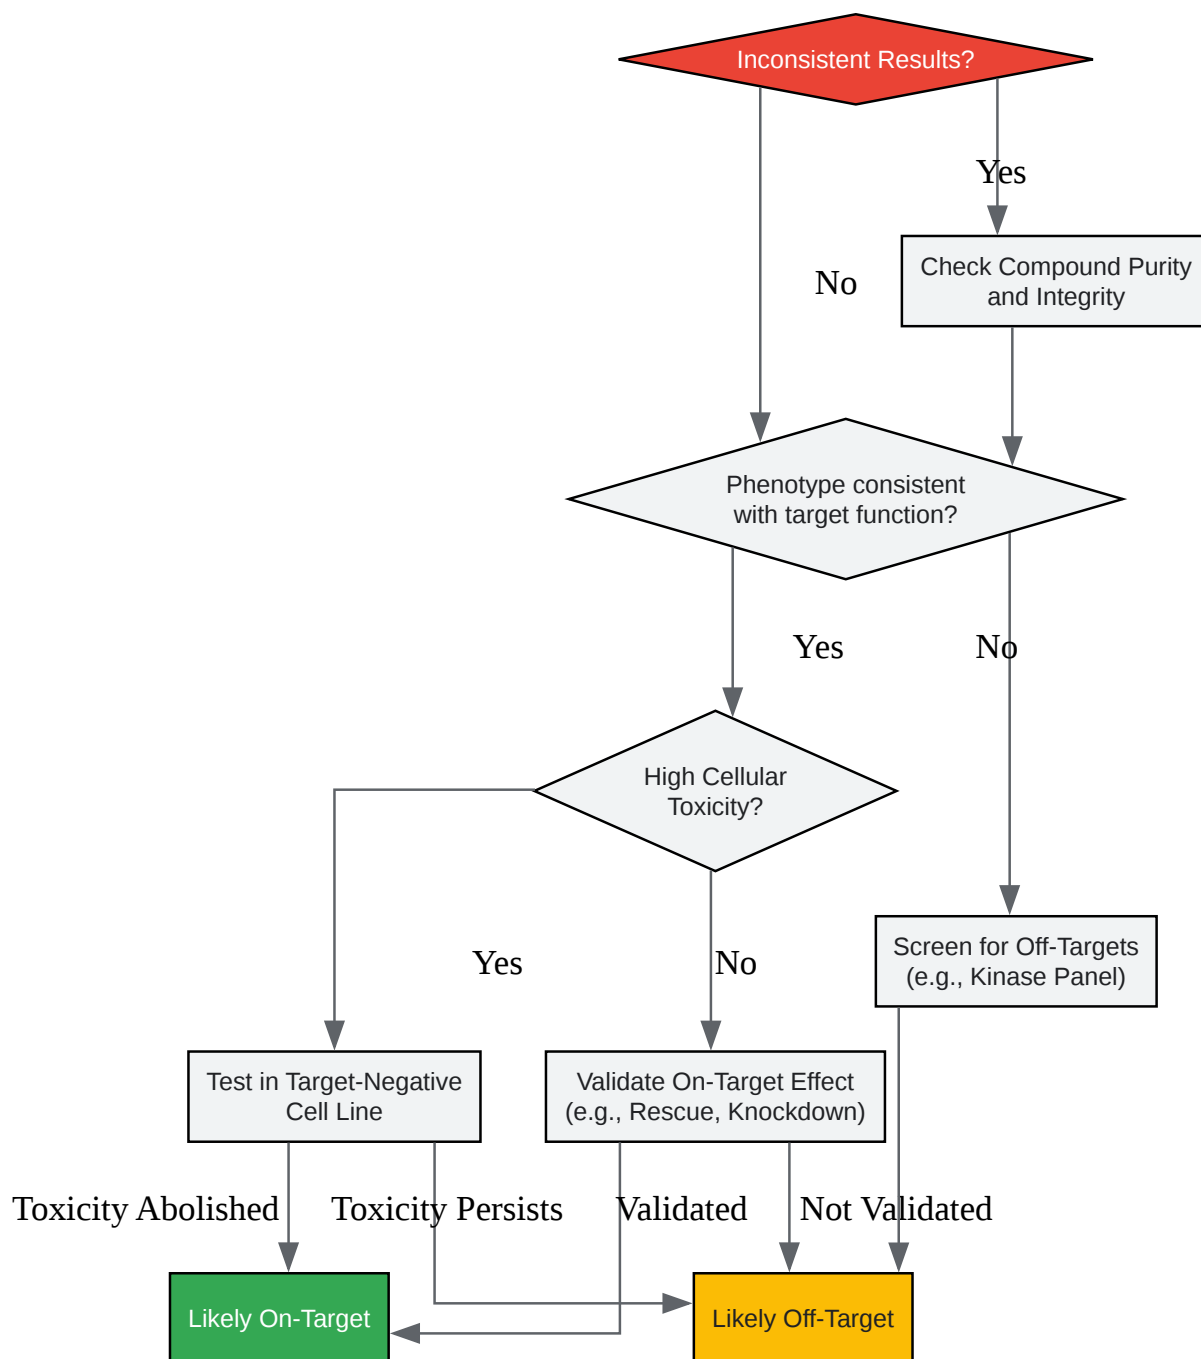 Inconsistent Results?
Yes
Check Compound Purity
and Integrity
No
Phenotype consistent
with target function?
Yes
No
High Cellular
Toxicity?
Screen for Off-Targets
(e.g., Kinase Panel)
Yes
No
Test in Target-Negative
Cell Line
Validate On-Target Effect
(e.g., Rescue, Knockdown)
Toxicity Abolished
Toxicity Persists
Validated
Not Validated
Likely On-Target
Likely Off-Target